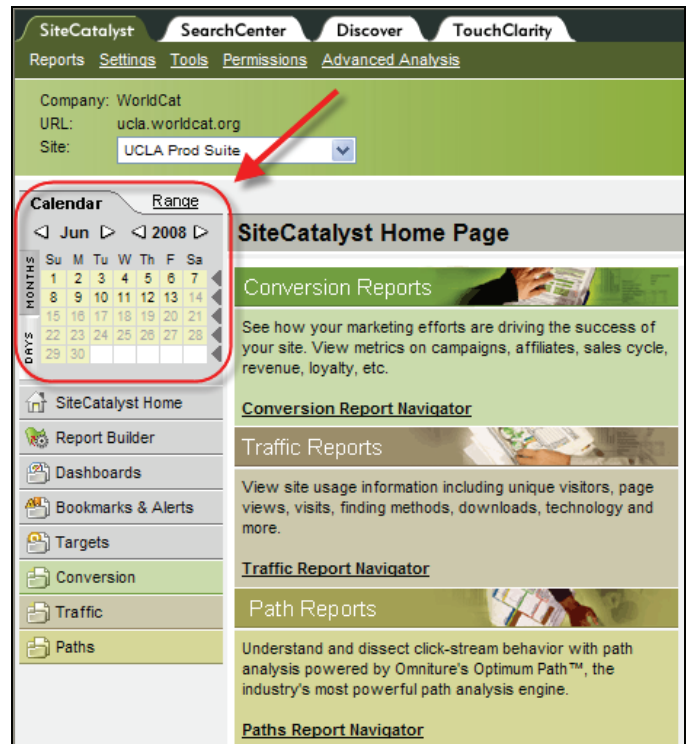 SiteCatalyst SearchCenter Discover TouchClarity
Reports Settings Tools Permissions Advanced Analysis
Company: WorldCat
URL: ucla.worldcat.org
Site: UCLA Prod Suite
Calendar Range
Jun 2008
MONTHS
DAYS
Su M Tu W Th F Sa
1 2 3 4 5 6 7
8 9 10 11 12 13 14
15 16 17 18 19 20 21
22 23 24 25 26 27 28
29 30
SiteCatalyst Home
Report Builder
Dashboards
Bookmarks & Alerts
Targets
Conversion
Traffic
Paths
SiteCatalyst Home Page
Conversion Reports
See how your marketing efforts are driving the success of
your site. View metrics on campaigns, affiliates, sales cycle,
revenue, loyalty, etc.
Conversion Report Navigator
Traffic Reports
View site usage information including unique visitors, page
views, visits, finding methods, downloads, technology and
more.
Traffic Report Navigator
Path Reports
Understand and dissect click-stream behavior with path
analysis powered by Omniture's Optimum Path™, the
industry's most powerful path analysis engine.
Paths Report Navigator